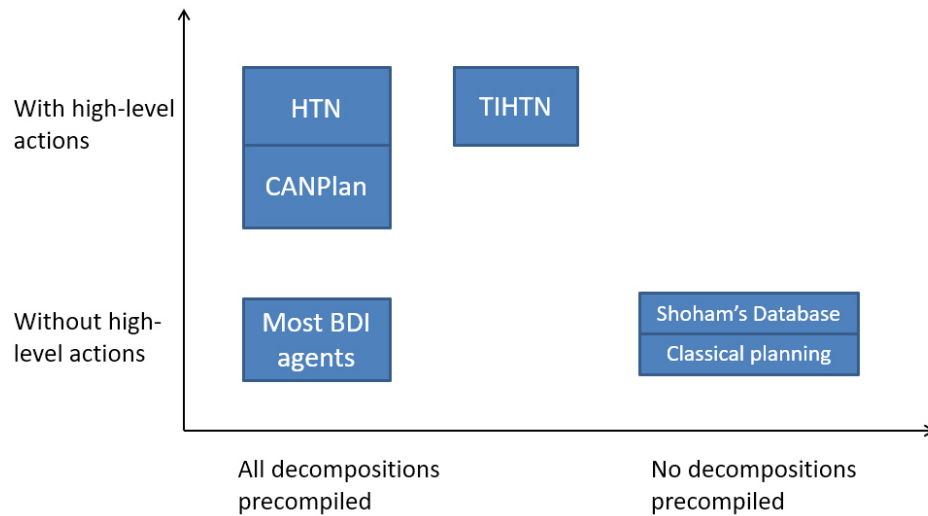 With high-level
actions
HTN
TIHTN
CANPlan
Without high-
level actions
Most BDI
agents
Shoham's Database
Classical planning
All decompositions
precompiled
No decompositions
precompiled